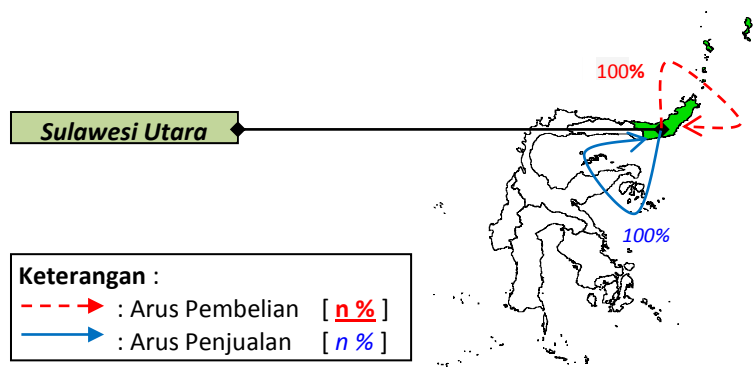 100%
Sulawesi Utara
100%
Keterangan :
: Arus Pembelian [ n % ]
: Arus Penjualan [ n % ]